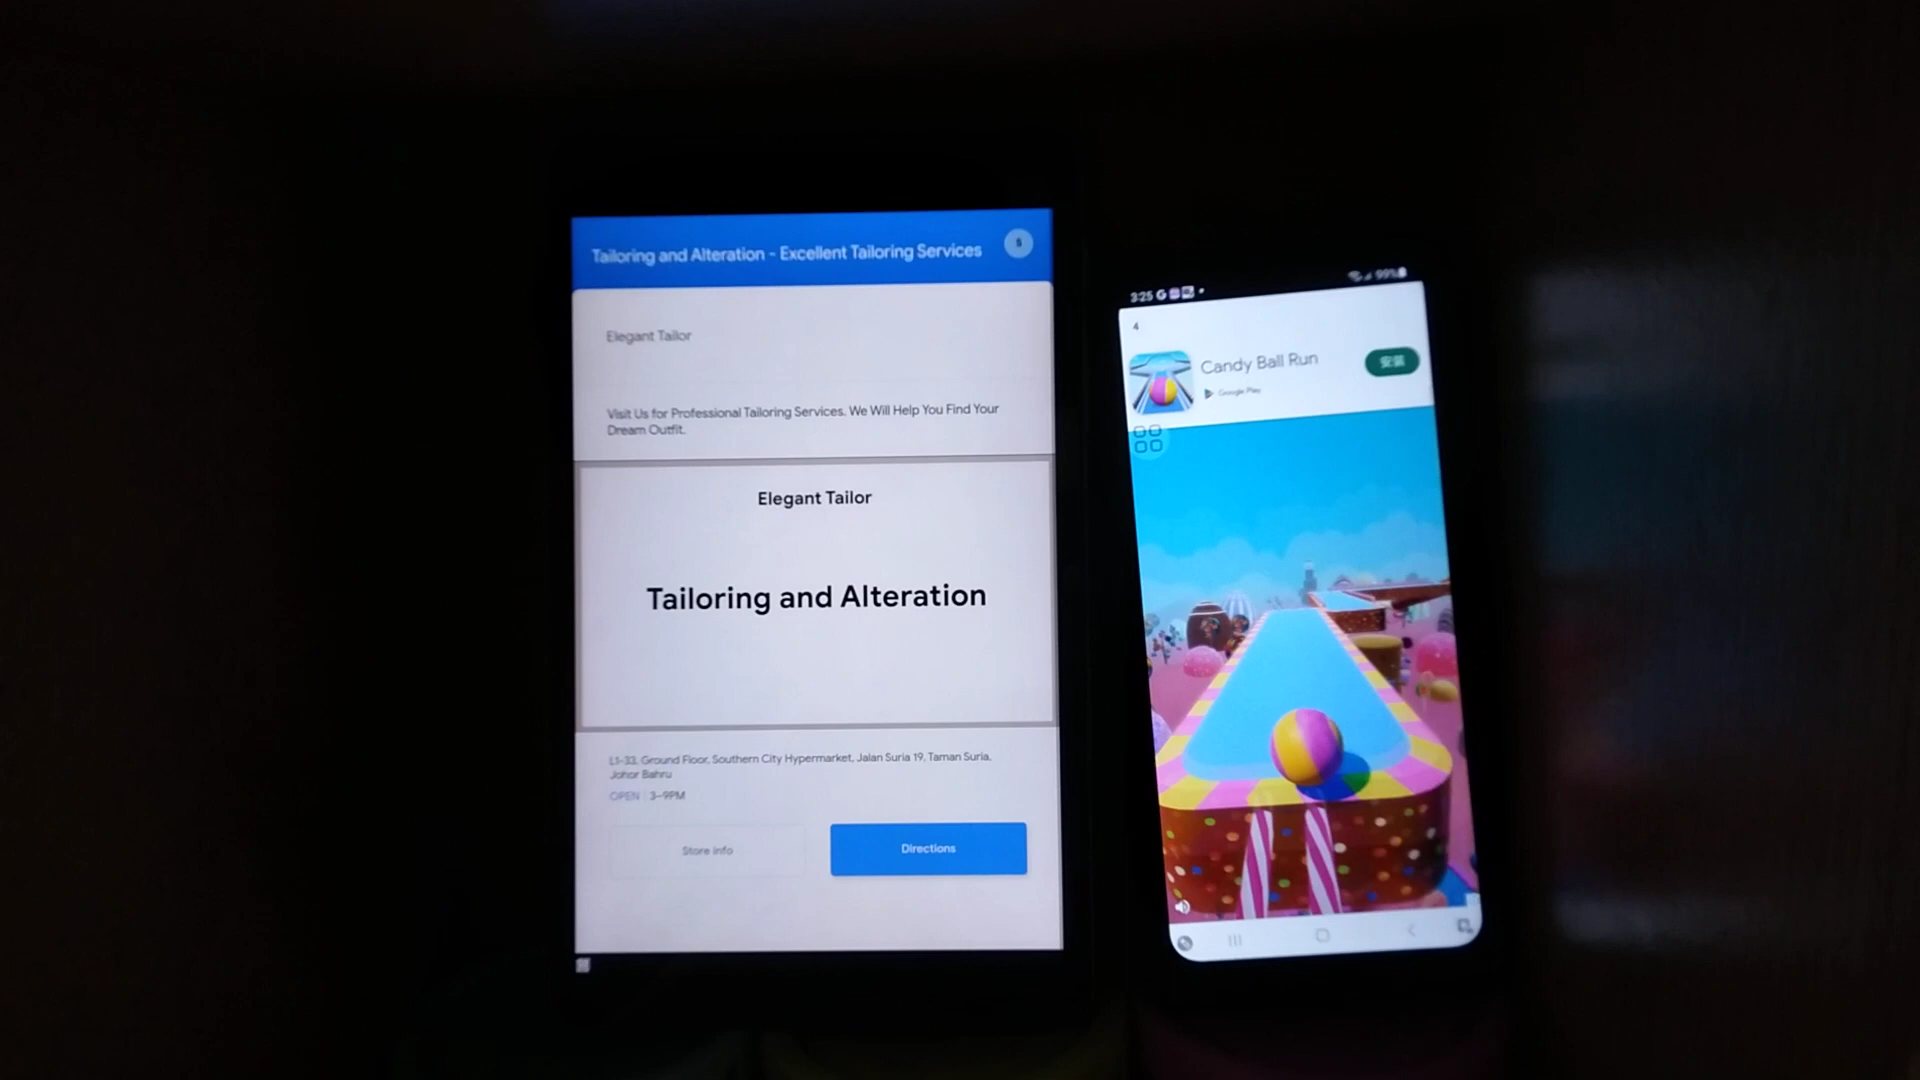 Tailoring and Alteration - Excellent Tailoring Services
5
Elegant Tailor
Visit Us for Professional Tailoring Services. We Will Help You Find Your
Dream Outfit.
Elegant Tailor
Tailoring and Alteration
L1-33, Ground Floor, Southern City Hypermarket, Jalan Suria 19, Taman Suria,
Johor Bahru
OPEN 3–9PM
Store info
Directions
3:25 G
99%
4
Candy Ball Run
安装
Google Play